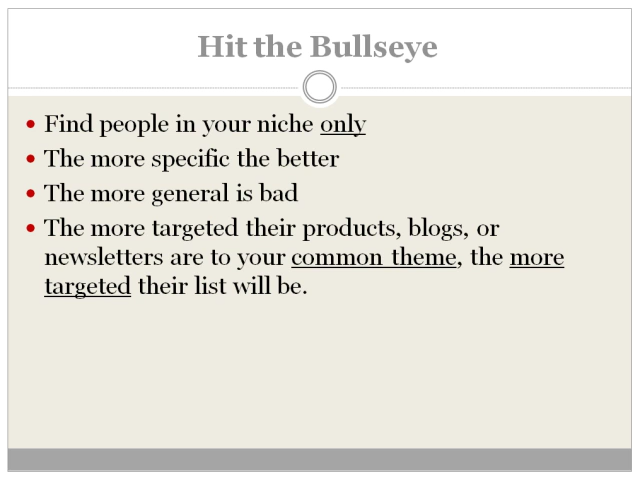 Hit the Bullseye
• Find people in your niche only
• The more specific the better
• The more general is bad
• The more targeted their products, blogs, or
newsletters are to your common theme, the more
targeted their list will be.